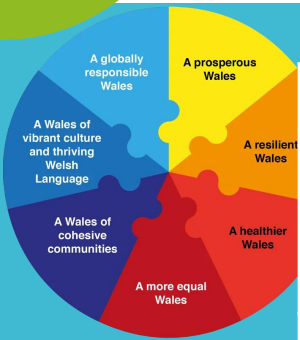 A globally
responsible
Wales
A prosperous
Wales
A resilient
Wales
A healthier
Wales
A more equal
Wales
A Wales of
cohesive
communities
A Wales of
vibrant culture
and thriving
Welsh
Language